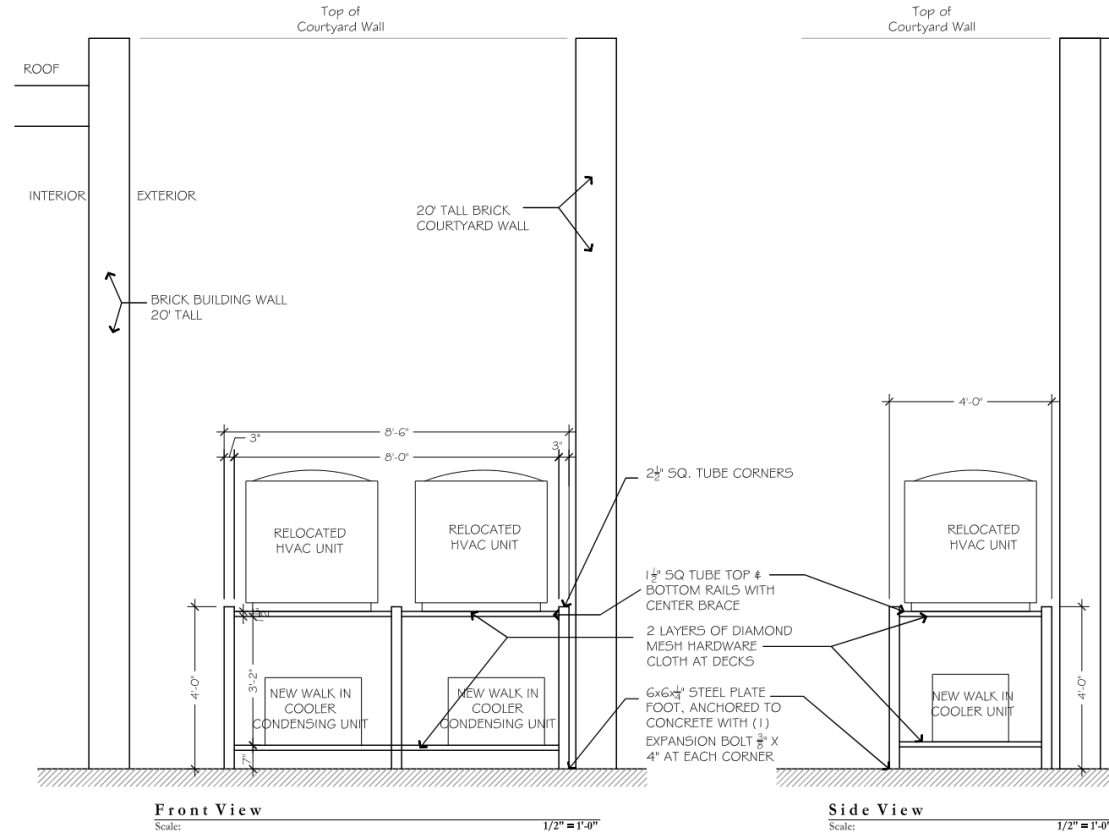 Top of
Courtyard Wall
Top of
Courtyard Wall
ROOF
INTERIOR
EXTERIOR
20' TALL BRICK
COURTYARD WALL
BRICK BUILDING WALL
20' TALL
8'-6"
3"
8'-0"
3"
4'-0"
2½" SQ. TUBE CORNERS
RELOCATED
HVAC UNIT
RELOCATED
HVAC UNIT
RELOCATED
HVAC UNIT
1½" SQ TUBE TOP &
BOTTOM RAILS WITH
CENTER BRACE
2 LAYERS OF DIAMOND
MESH HARDWARE
CLOTH AT DECKS
4'-0"
3'-2"
7"
NEW WALK IN
COOLER
CONDENSING UNIT
NEW WALK IN
COOLER
CONDENSING UNIT
6x6x¼" STEEL PLATE
FOOT, ANCHORED TO
CONCRETE WITH (1)
EXPANSION BOLT ⅜" X
4" AT EACH CORNER
NEW WALK IN
COOLER UNIT
4'-0"
Front View
Scale: 1/2" = 1'-0"
Side View
Scale: 1/2" = 1'-0"